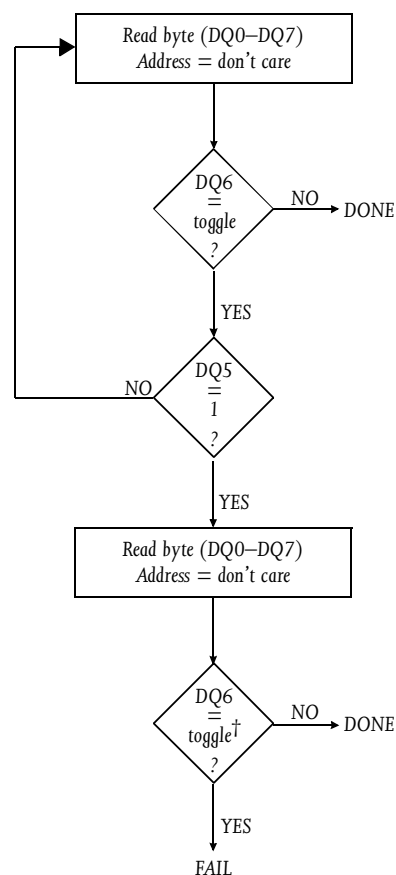 Read byte (DQ0–DQ7)
Address = don't care
DQ6
=
toggle
?
NO
DONE
YES
DQ5
=
1
?
NO
YES
Read byte (DQ0–DQ7)
Address = don't care
DQ6
=
toggle†
?
NO
DONE
YES
FAIL